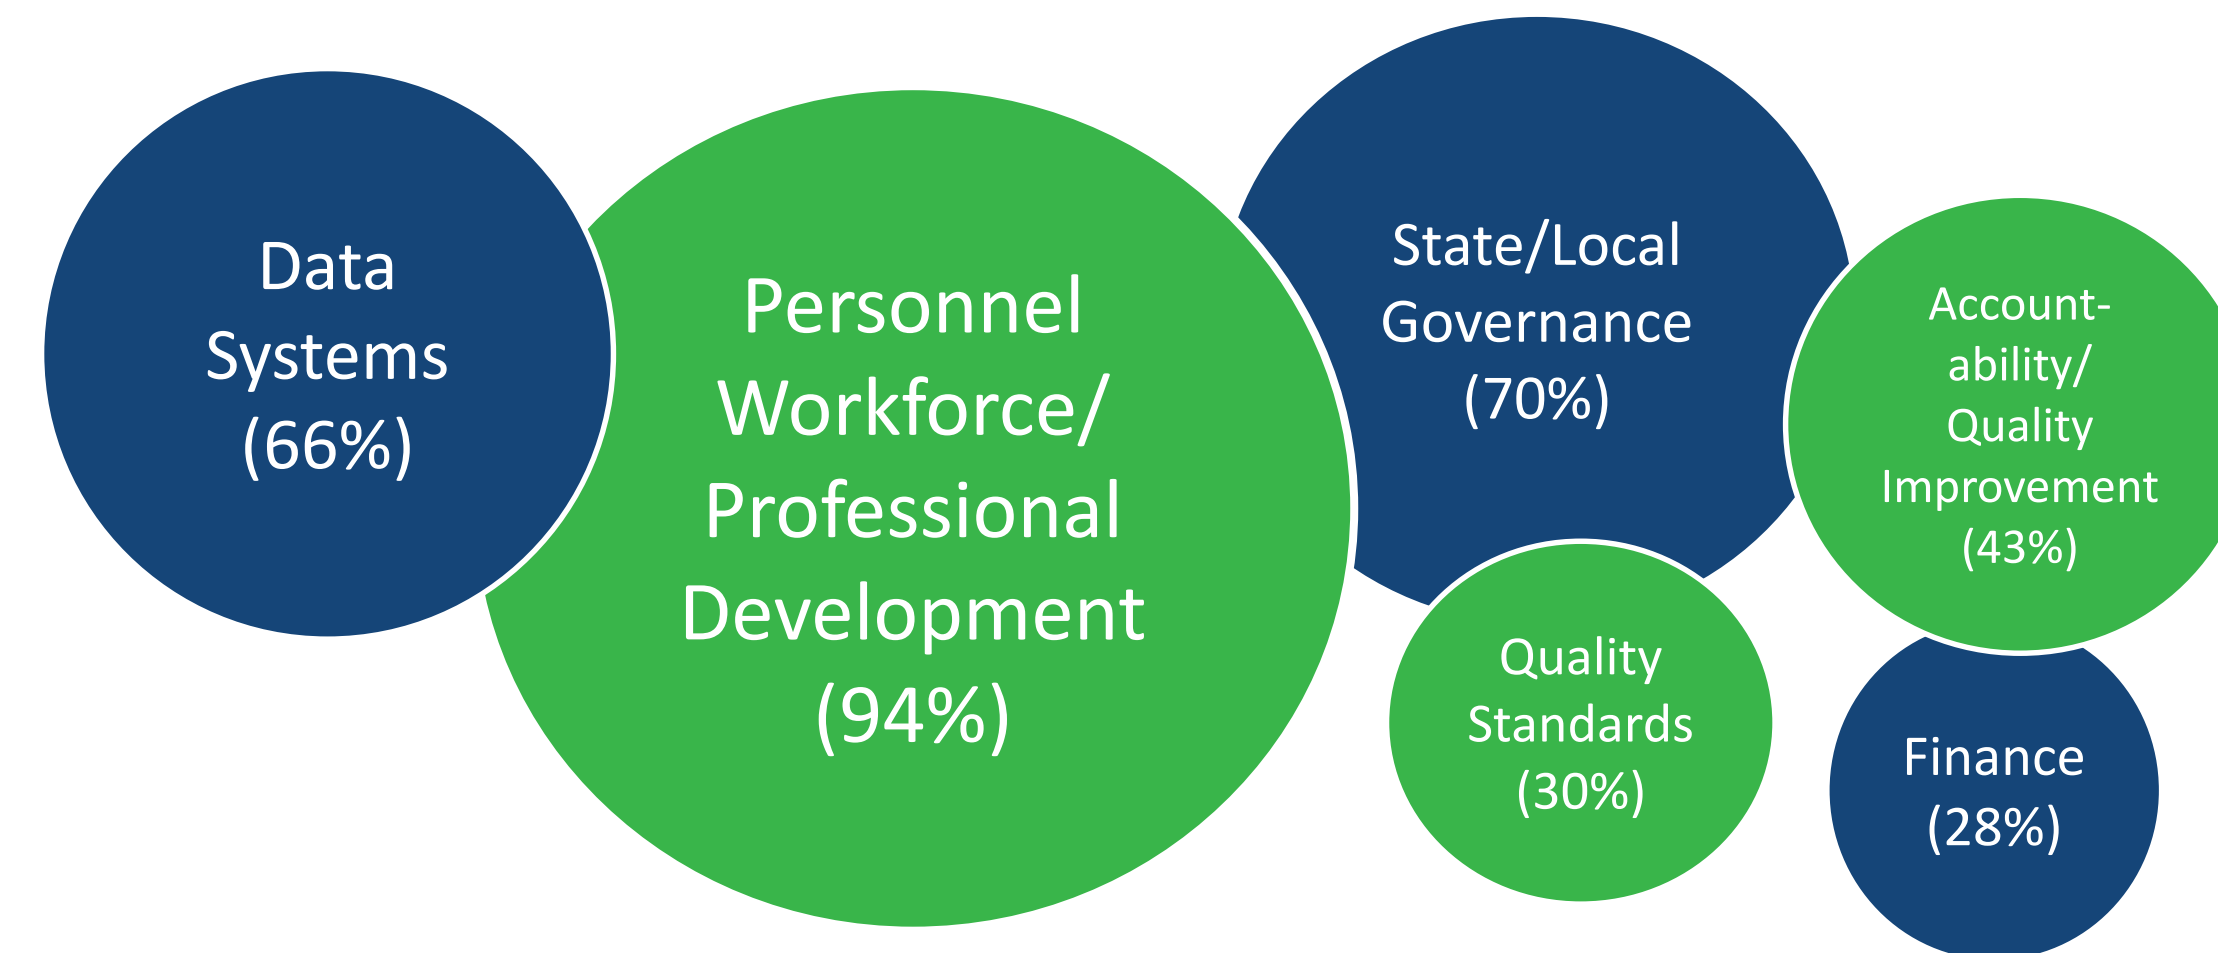 Data
Systems
(66%)
Personnel
Workforce/
Professional
Development
(94%)
State/Local
Governance
(70%)
Account-
ability/
Quality
Improvement
(43%)
Quality
Standards
(30%)
Finance
(28%)